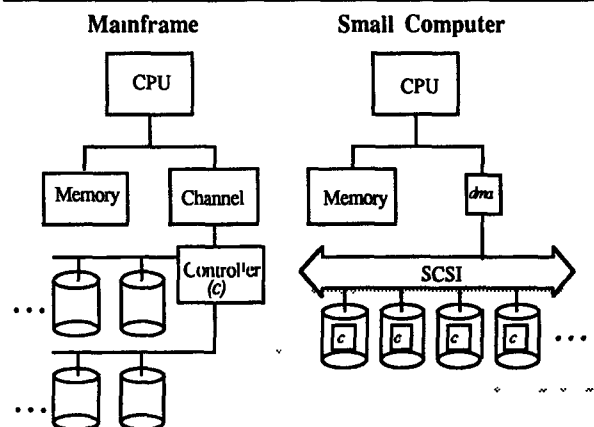 Mainframe
Small Computer
CPU
CPU
Memory
Channel
Memory
dma
Controller
(c)
SCSI
...
c
c
c
c
...
...